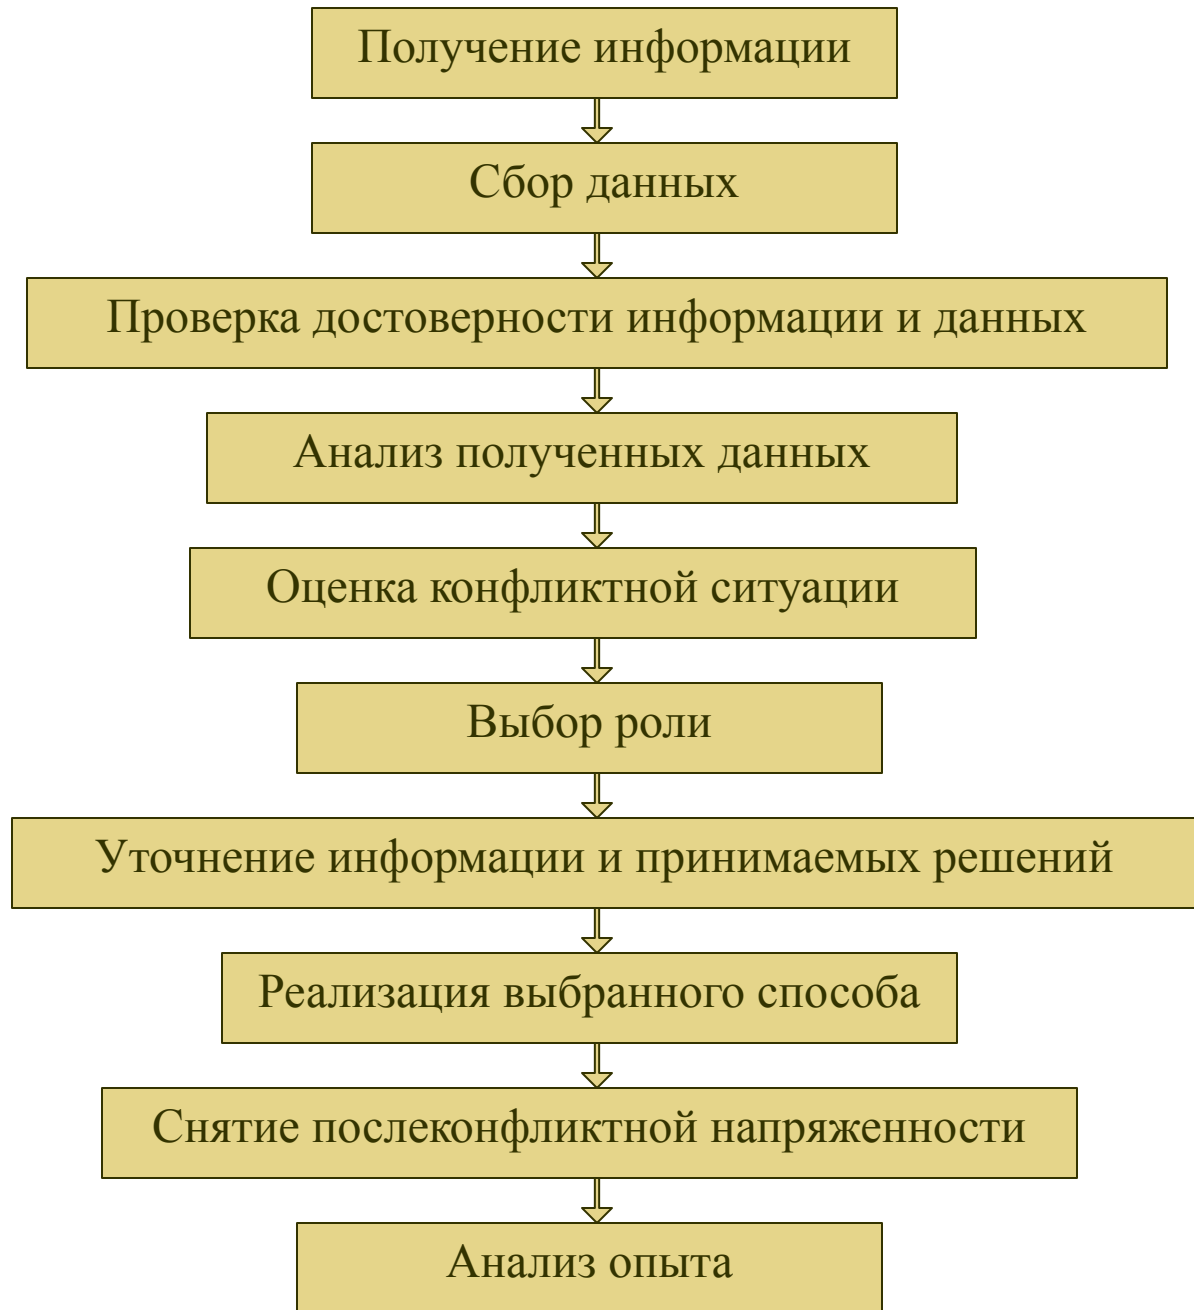 Получение информации
Сбор данных
Проверка достоверности информации и данных
Анализ полученных данных
Оценка конфликтной ситуации
Выбор роли
Уточнение информации и принимаемых решений
Реализация выбранного способа
Снятие послеконфликтной напряженности
Анализ опыта